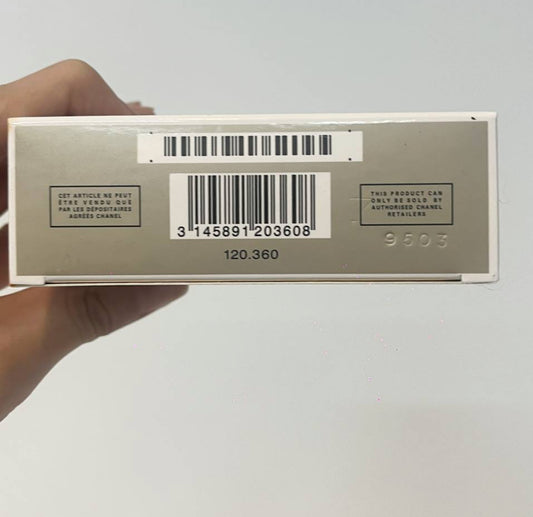 CET ARTICLE NE PEUT
ÊTRE VENDU QUE
PAR LES DÉPOSITAIRES
AGRÉÉS CHANEL
3 145891 203608
120.360
THIS PRODUCT CAN
ONLY BE SOLD BY
AUTHORISED CHANEL
RETAILERS
9503